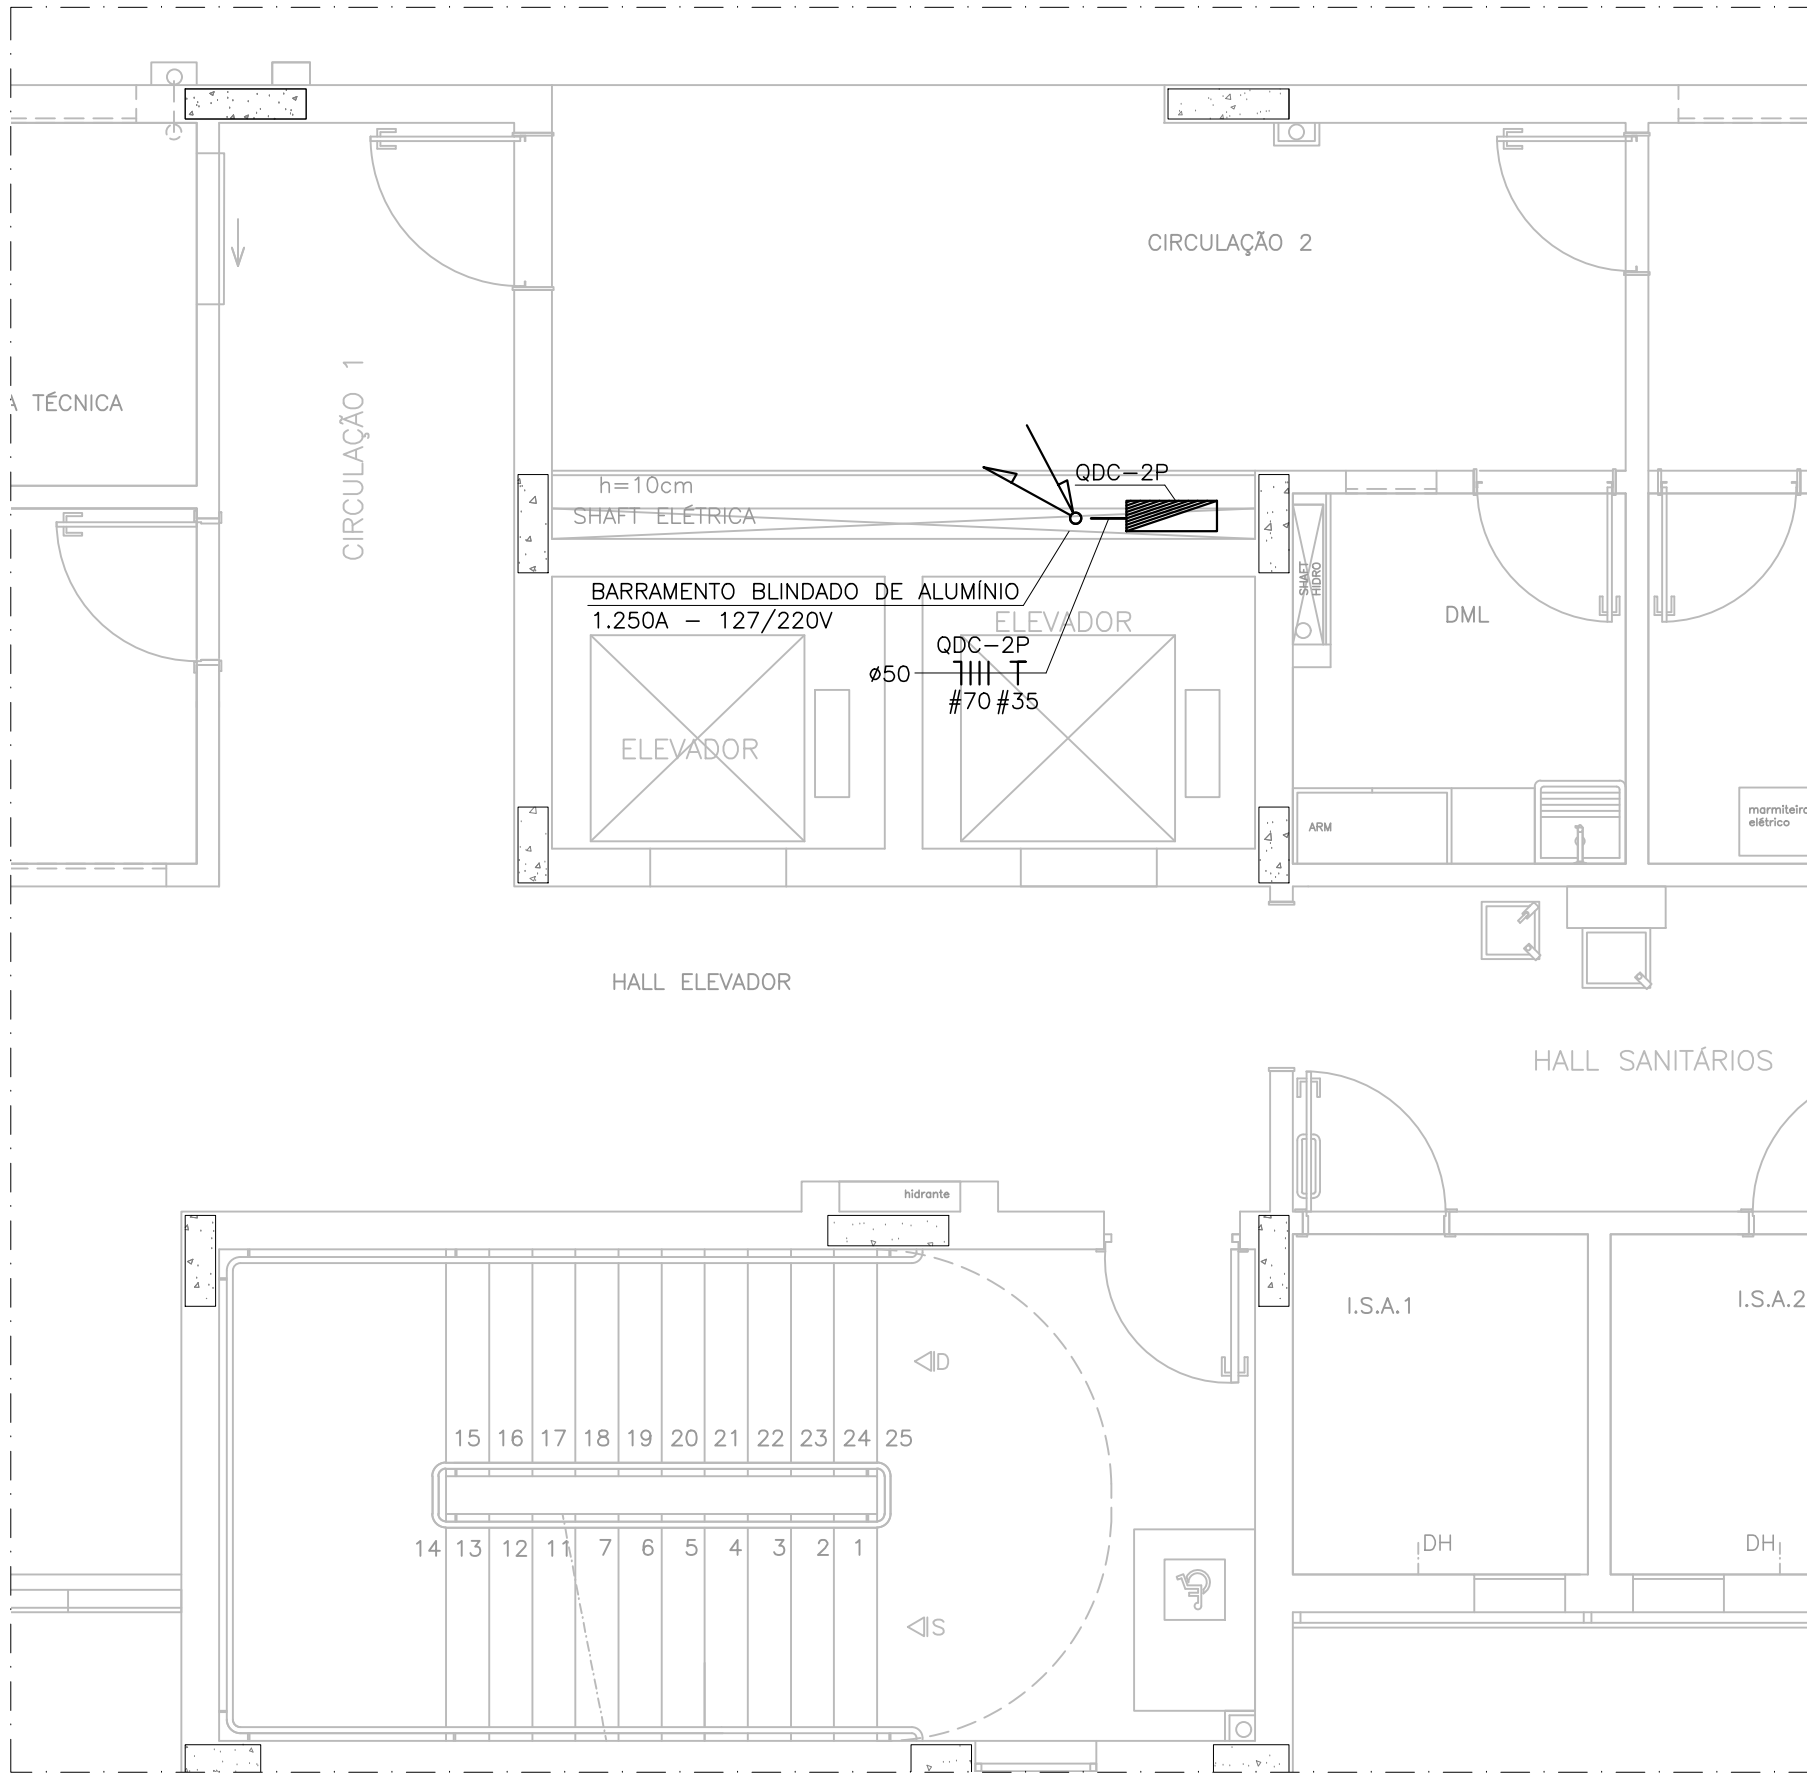 CIRCULAÇÃO 2
CIRCULAÇÃO 1
TÉCNICA
QDC-2P
h=10cm
SHAFT ELÉTRICA
BARRAMENTO BLINDADO DE ALUMÍNIO
1.250A - 127/220V
SHAFT
HIDRO
DML
ELEVADOR
QDC-2P
ø50
#70 #35
ELEVADOR
ARM
marmiteiro
elétrico
HALL ELEVADOR
HALL SANITÁRIOS
hidrante
I.S.A.1
I.S.A.2
D
15 16 17 18 19 20 21 22 23 24 25
14 13 12 11 7 6 5 4 3 2 1
DH
DH
S